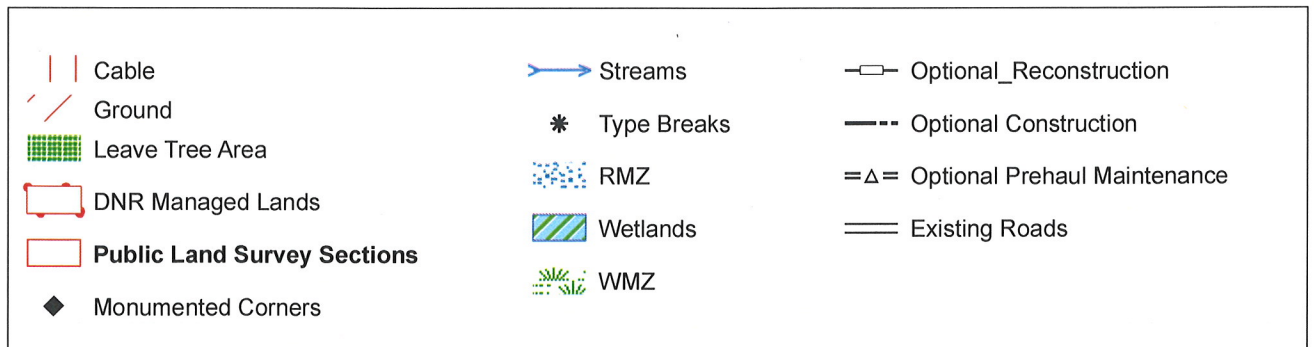 Cable
Ground
Leave Tree Area
DNR Managed Lands
Public Land Survey Sections
Monumented Corners
Streams
Type Breaks
RMZ
Wetlands
WMZ
Optional_Reconstruction
Optional Construction
Optional Prehaul Maintenance
Existing Roads